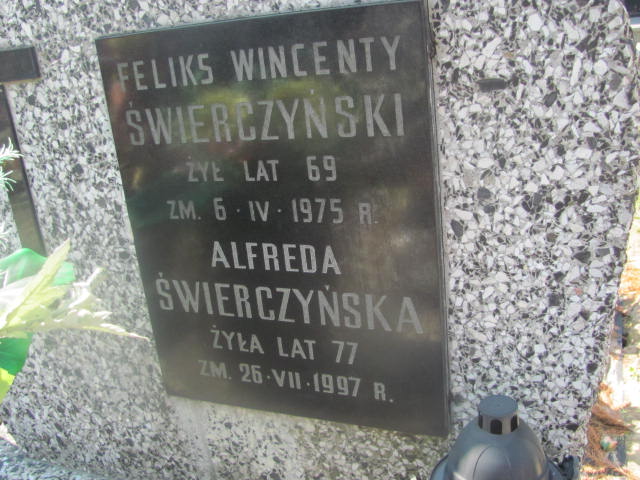 FELIKS WINCENTY
ŚWIERCZYŃSKI
ŻYŁ LAT 69
ZM. 6·IV·1975 R.
ALFREDA
ŚWIERCZYŃSKA
ŻYŁA LAT 77
ZM. 26·VII·1997 R.